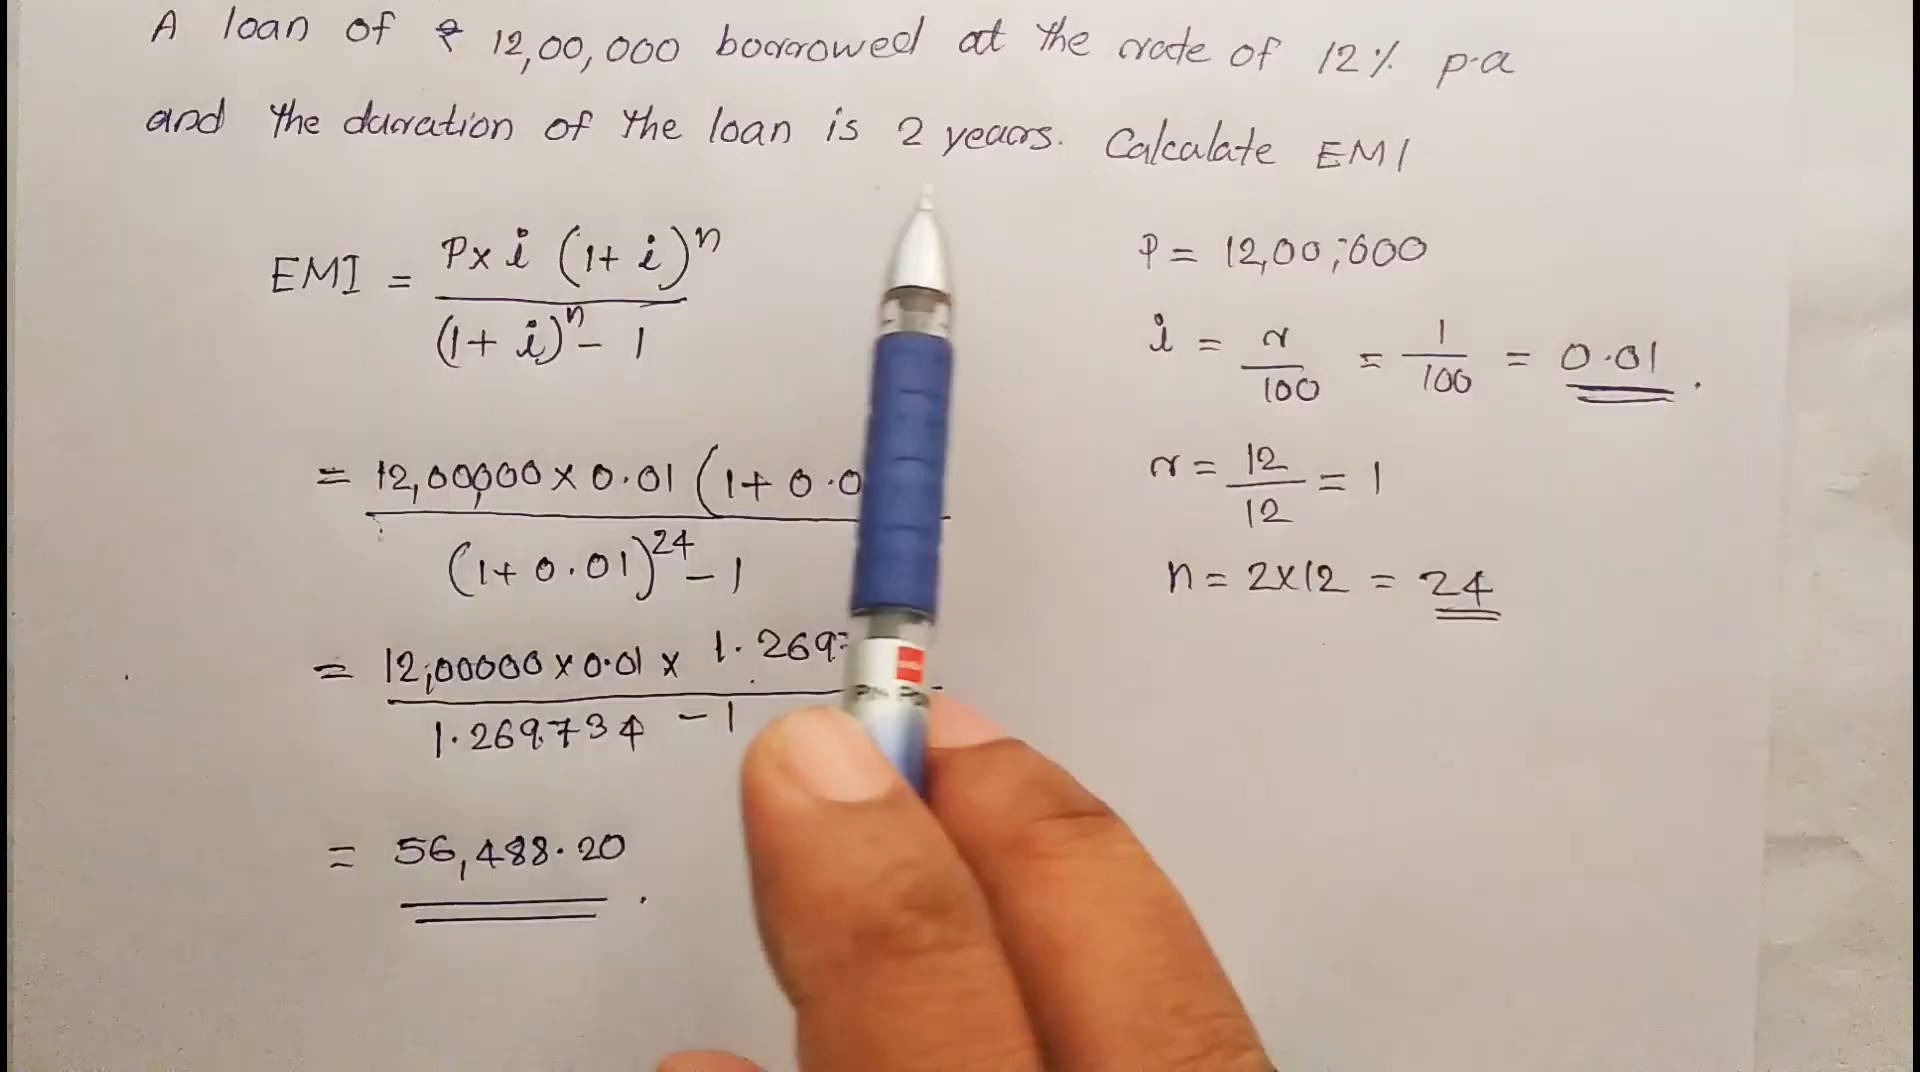 A loan of ₹ 12,00,000 borrowed at the rate of 12% p.a
and the duration of the loan is 2 years. Calculate EMI
EMI = P x i (1+ i)^n
(1+ i)^n - 1
= 12,00,000 x 0.01 (1+ 0.0
(1+ 0.01)^24 - 1
= 12,00000 x 0.01 x 1.269
1.269734 - 1
= 56,488.20
P = 12,00,000
i = r/100 = 1/100 = 0.01
r = 12/12 = 1
n = 2x12 = 24